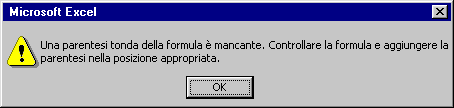 Microsoft Excel
Una parentesi tonda della formula è mancante. Controllare la formula e aggiungere la
parentesi nella posizione appropriata.
OK